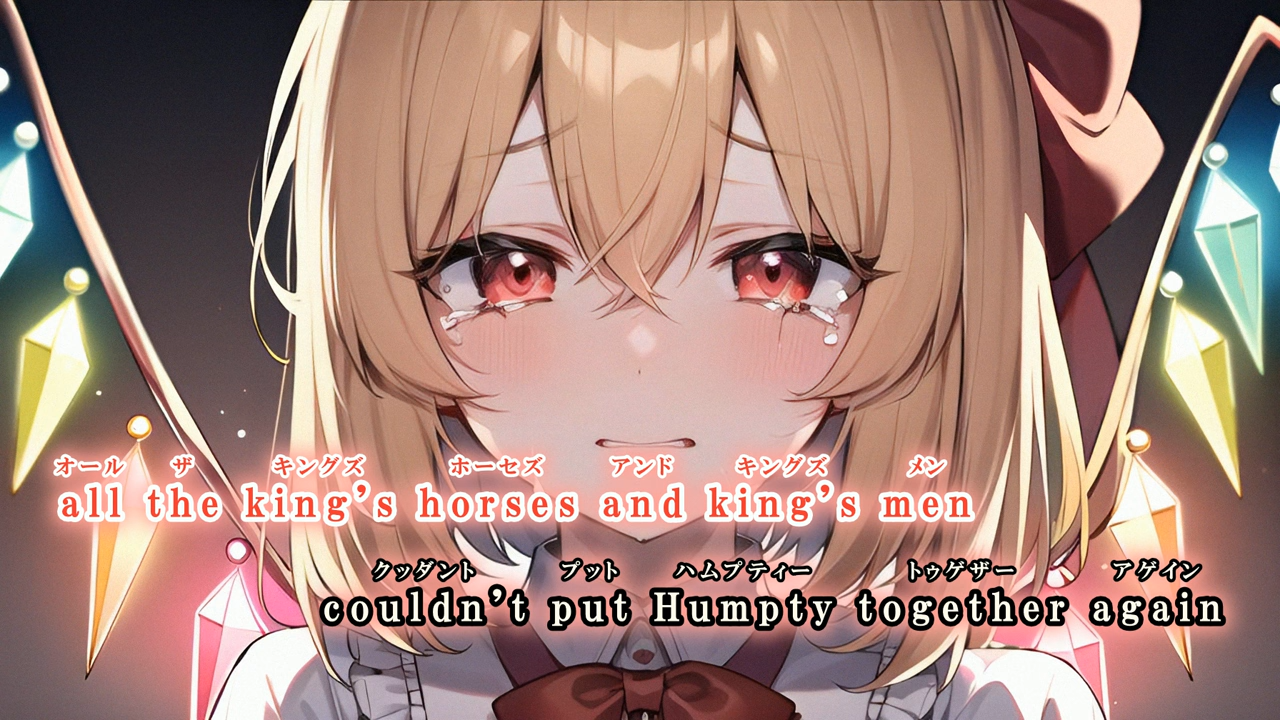 オール ザ キングズ ホーセズ アンド キングズ メン
all the king’s horses and king’s men
クッダント プット ハムプティー トゥゲザー アゲイン
couldn’t put Humpty together again